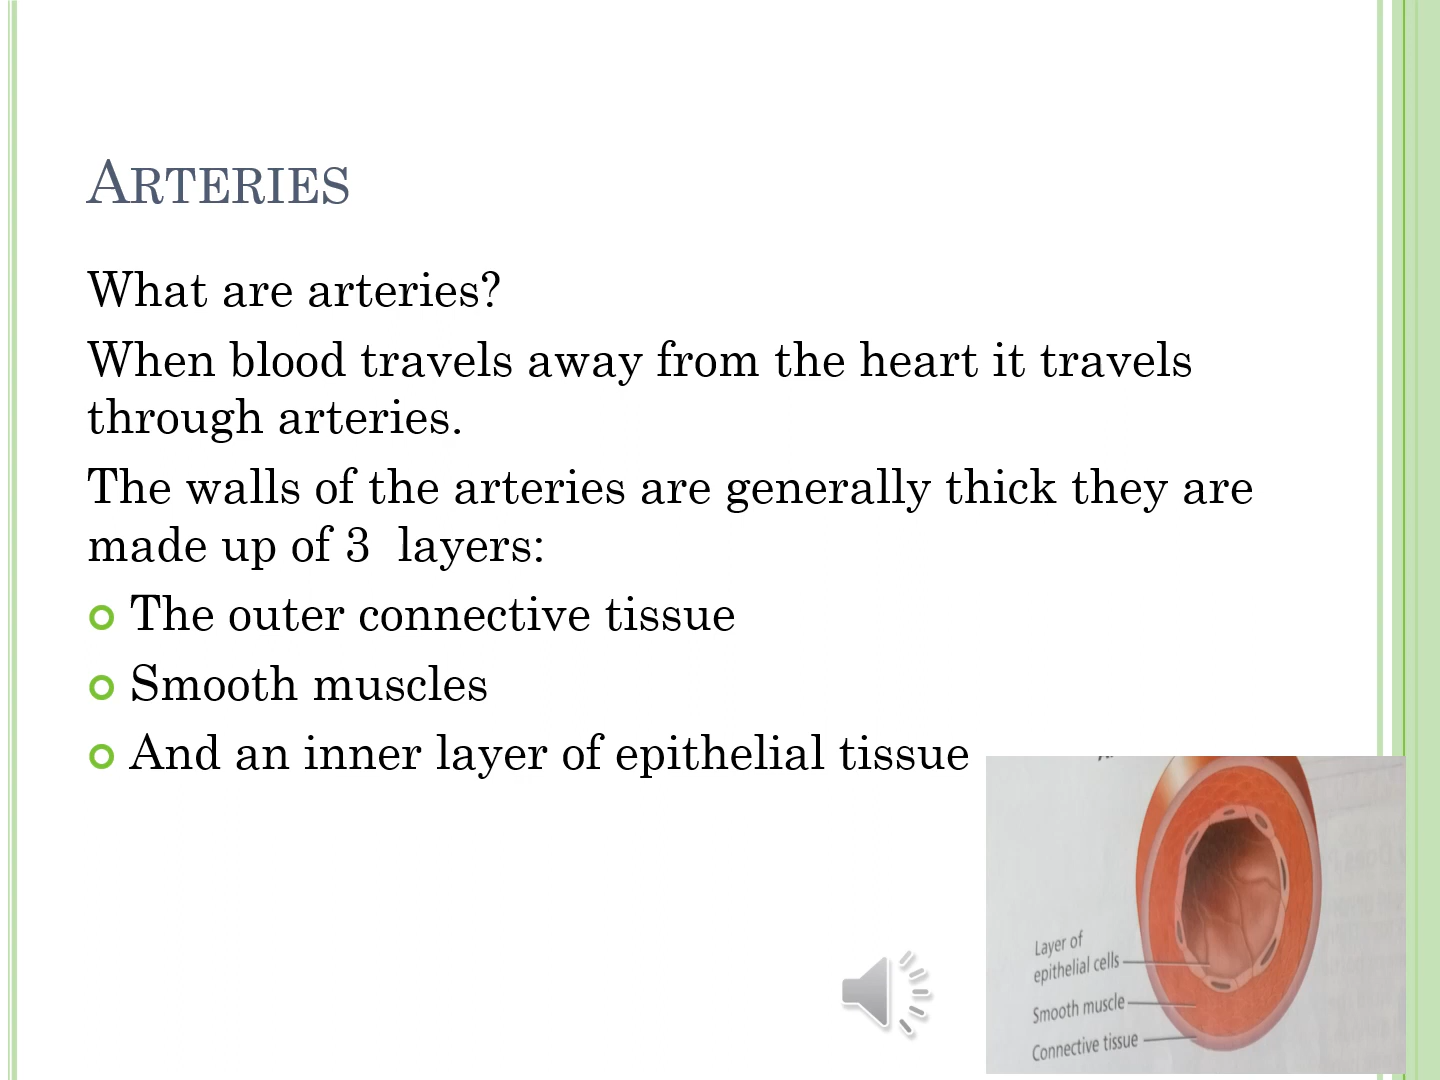 ARTERIES
What are arteries?
When blood travels away from the heart it travels
through arteries.
The walls of the arteries are generally thick they are
made up of 3  layers:
The outer connective tissue
Smooth muscles
And an inner layer of epithelial tissue
Layer of
epithelial cells
Smooth muscle
Connective tissue